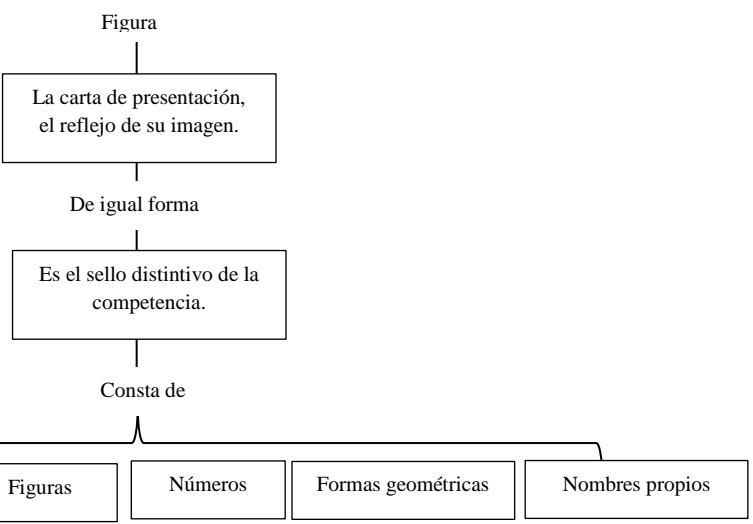 Figura
La carta de presentación,
el reflejo de su imagen.
De igual forma
Es el sello distintivo de la
competencia.
Consta de
Figuras
Números
Formas geométricas
Nombres propios